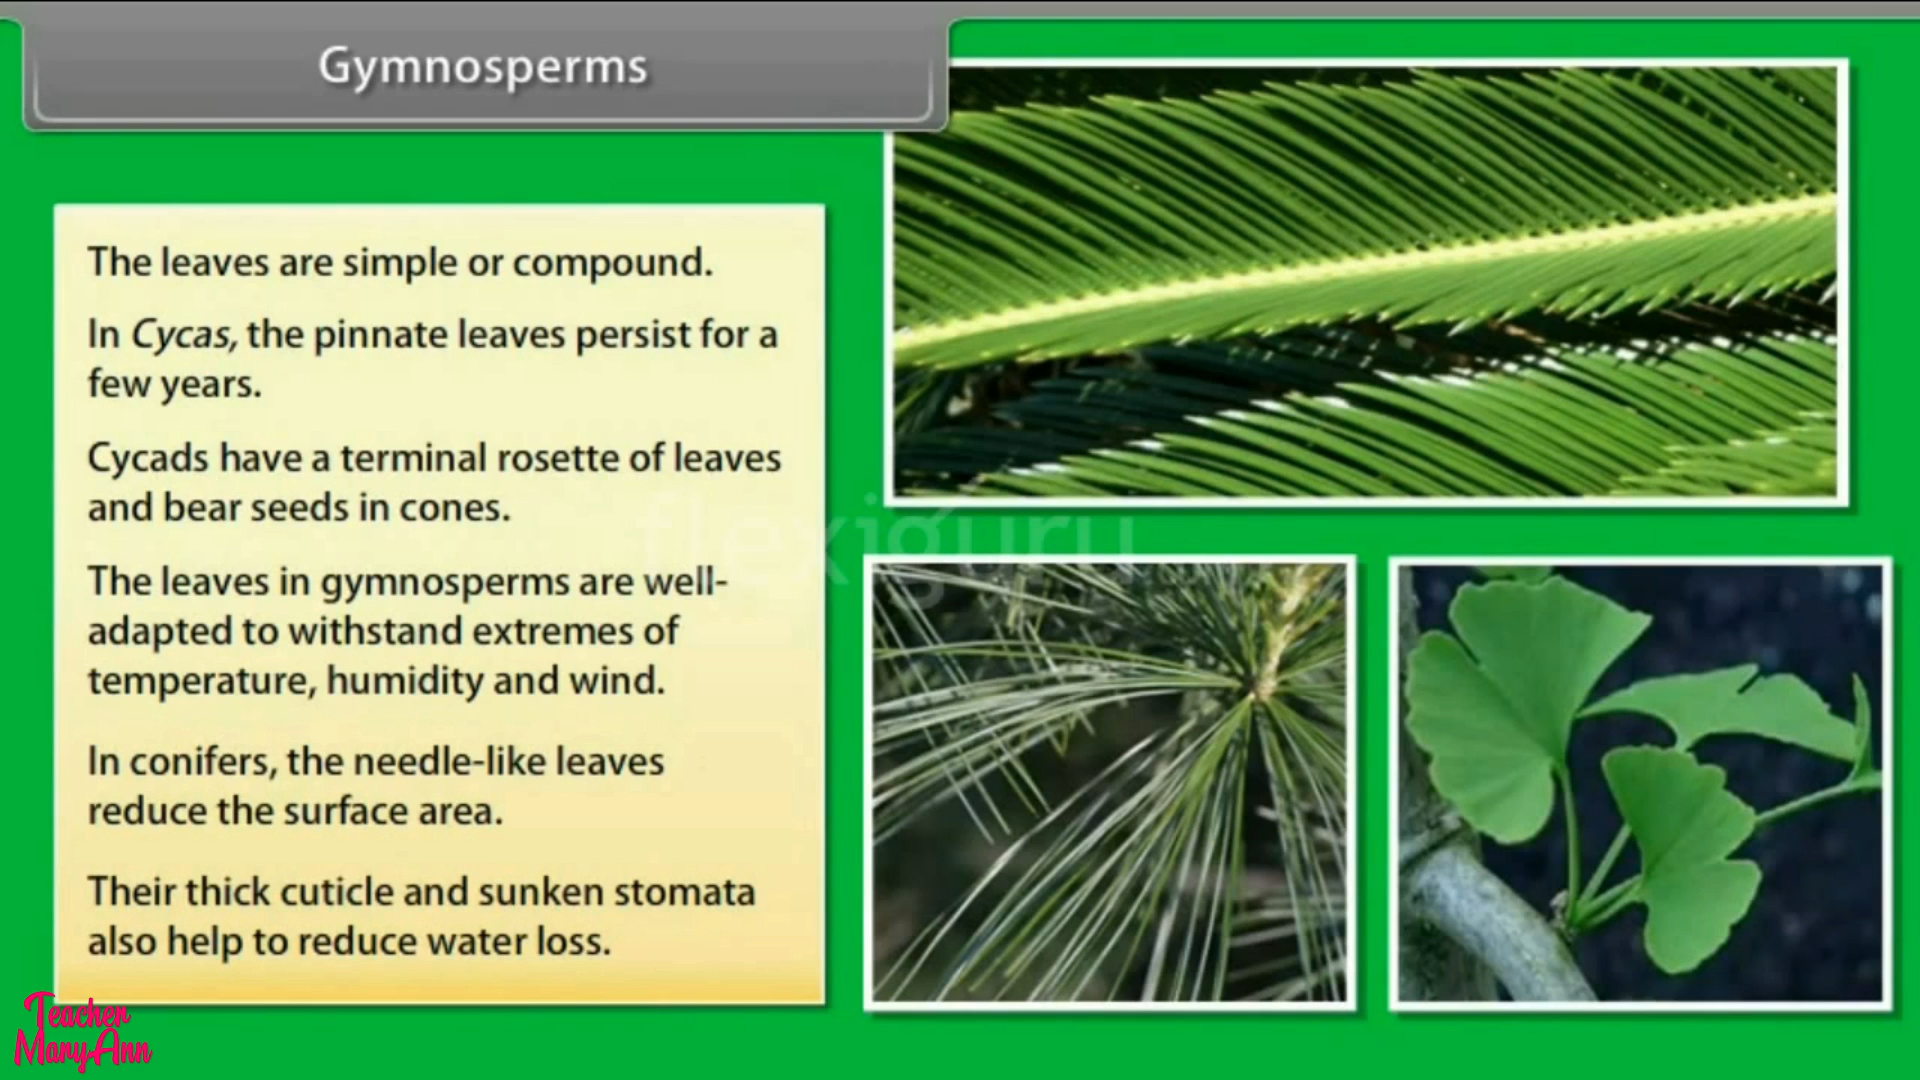 Gymnosperms
The leaves are simple or compound.
In Cycas, the pinnate leaves persist for a
few years.
Cycads have a terminal rosette of leaves
and bear seeds in cones.
The leaves in gymnosperms are well-
adapted to withstand extremes of
temperature, humidity and wind.
In conifers, the needle-like leaves
reduce the surface area.
Their thick cuticle and sunken stomata
also help to reduce water loss.
flexiguru
Teacher
MaryAnn